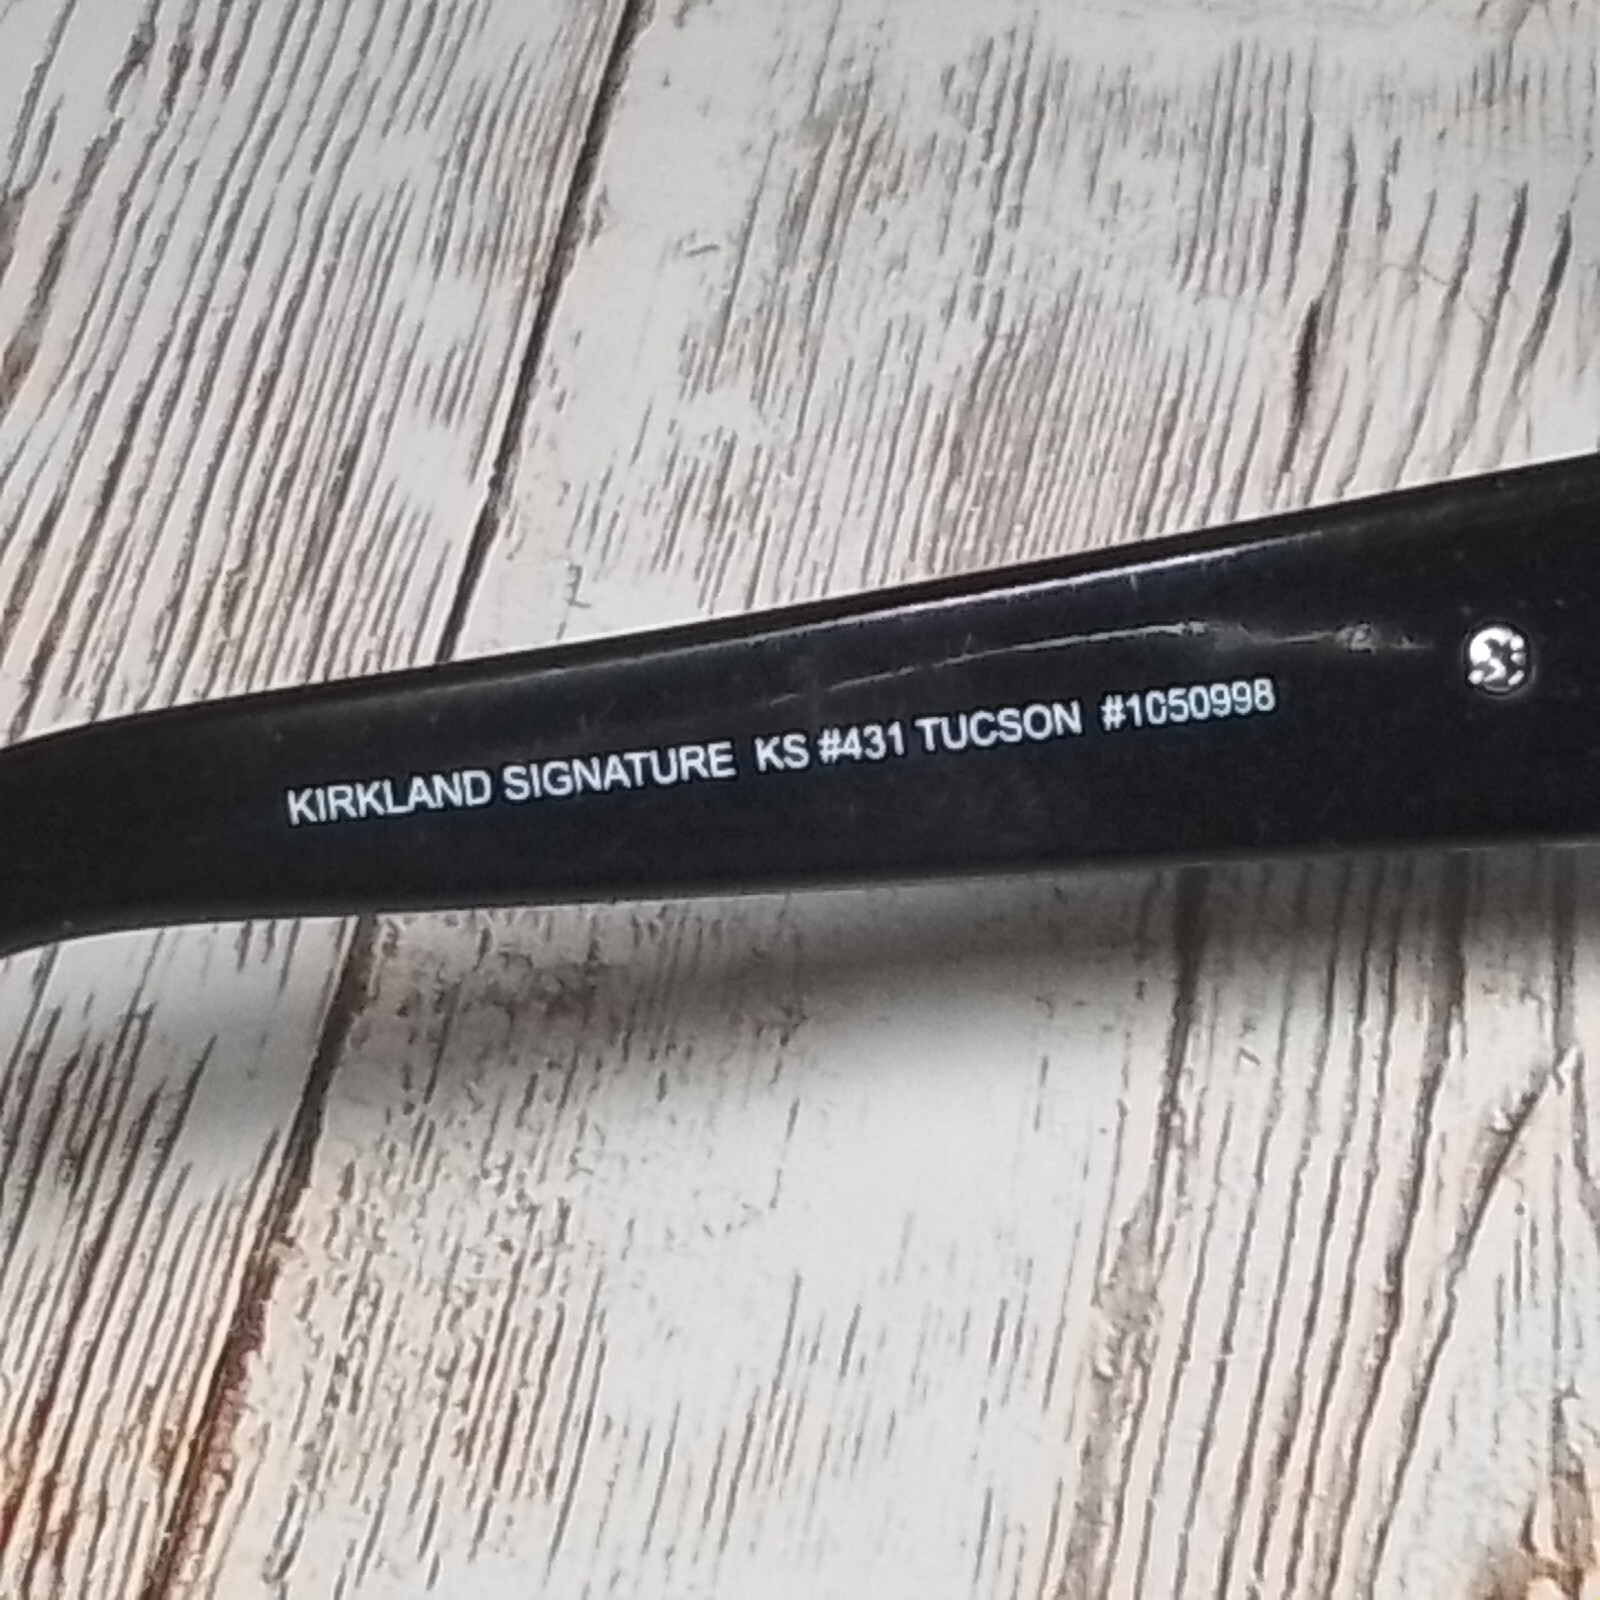 KIRKLAND SIGNATURE KS #431 TUCSON #1050998